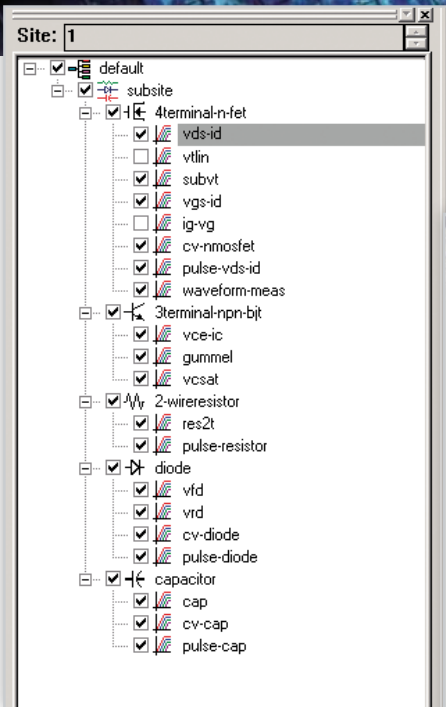 Site: 1
default
subsite
4terminal-n-fet
vds-id
vtlin
subvt
vgs-id
ig-vg
cv-nmosfet
pulse-vds-id
waveform-meas
3terminal-npn-bjt
vce-ic
gummel
vcsat
2-wireresistor
res2t
pulse-resistor
diode
vfd
vrd
cv-diode
pulse-diode
capacitor
cap
cv-cap
pulse-cap